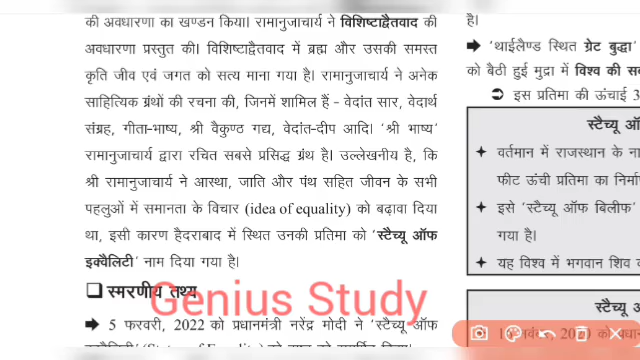 की अवधारणा का खण्डन किया। रामानुजाचार्य ने विशिष्टाद्वैतवाद की
अवधारणा प्रस्तुत की। विशिष्टाद्वैतवाद में ब्रह्म और उसकी समस्त
कृति जीव एवं जगत को सत्य माना गया है। रामानुजाचार्य ने अनेक
साहित्यिक ग्रंथों की रचना की, जिनमें शामिल हैं - वेदांत सार, वेदार्थ
संग्रह, गीता-भाष्य, श्री वैकुण्ठ गद्य, वेदांत-दीप आदि। 'श्री भाष्य'
रामानुजाचार्य द्वारा रचित सबसे प्रसिद्ध ग्रंथ है। उल्लेखनीय है, कि
श्री रामानुजाचार्य ने आस्था, जाति और पंथ सहित जीवन के सभी
पहलुओं में समानता के विचार (idea of equality) को बढ़ावा दिया
था, इसी कारण हैदराबाद में स्थित उनकी प्रतिमा को 'स्टैच्यू ऑफ
इक्वैलिटी' नाम दिया गया है।
स्मरणीय तथ्य
Genius Study
➡ 5 फरवरी, 2022 को प्रधानमंत्री नरेंद्र मोदी ने 'स्टैच्यू ऑफ
है।
➡ 'थाईलैण्ड स्थित ग्रेट बुद्धा'
को बैठी हुई मुद्रा में विश्व की
➲ इस प्रतिमा की ऊंचाई 3
स्टैच्यू
✦ वर्तमान में राजस्थान के
फीट ऊंची प्रतिमा का
✦ इसे 'स्टैच्यू ऑफ बिलीफ'
गया है।
✦ यह विश्व में भगवान शिव
स्टैच्यू